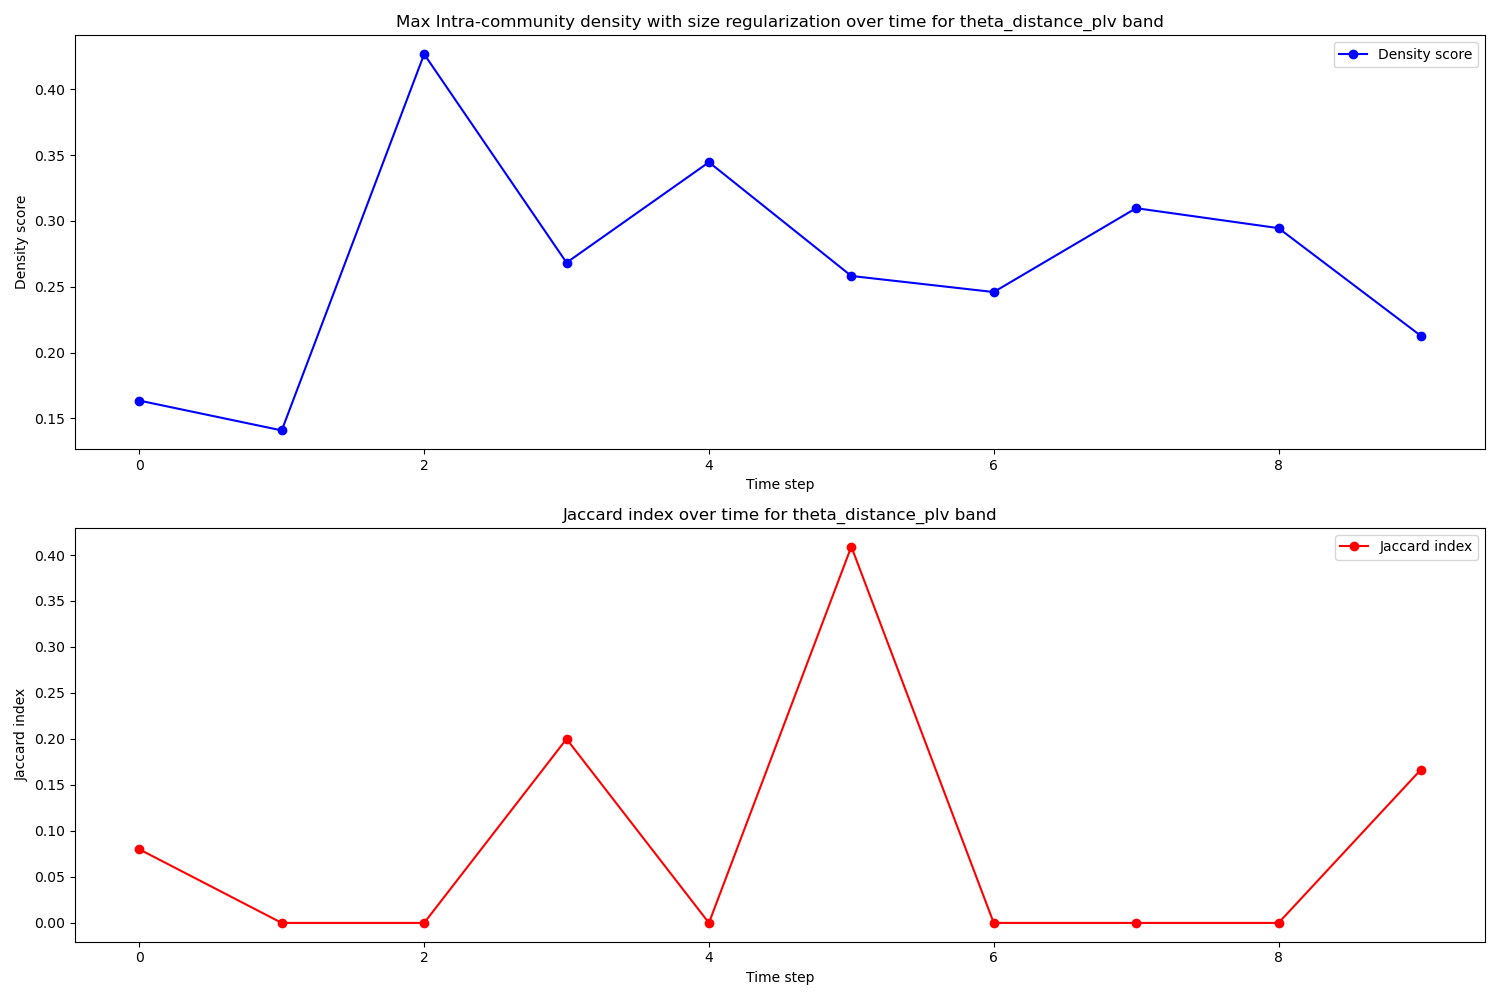 Max Intra-community density with size regularization over time for theta_distance_plv band
Density score
0.40
0.35
0.30
0.25
0.20
0.15
Density score
0 2 4 6 8
Time step
Jaccard index over time for theta_distance_plv band
Jaccard index
0.40
0.35
0.30
0.25
0.20
0.15
0.10
0.05
0.00
Jaccard index
0 2 4 6 8
Time step